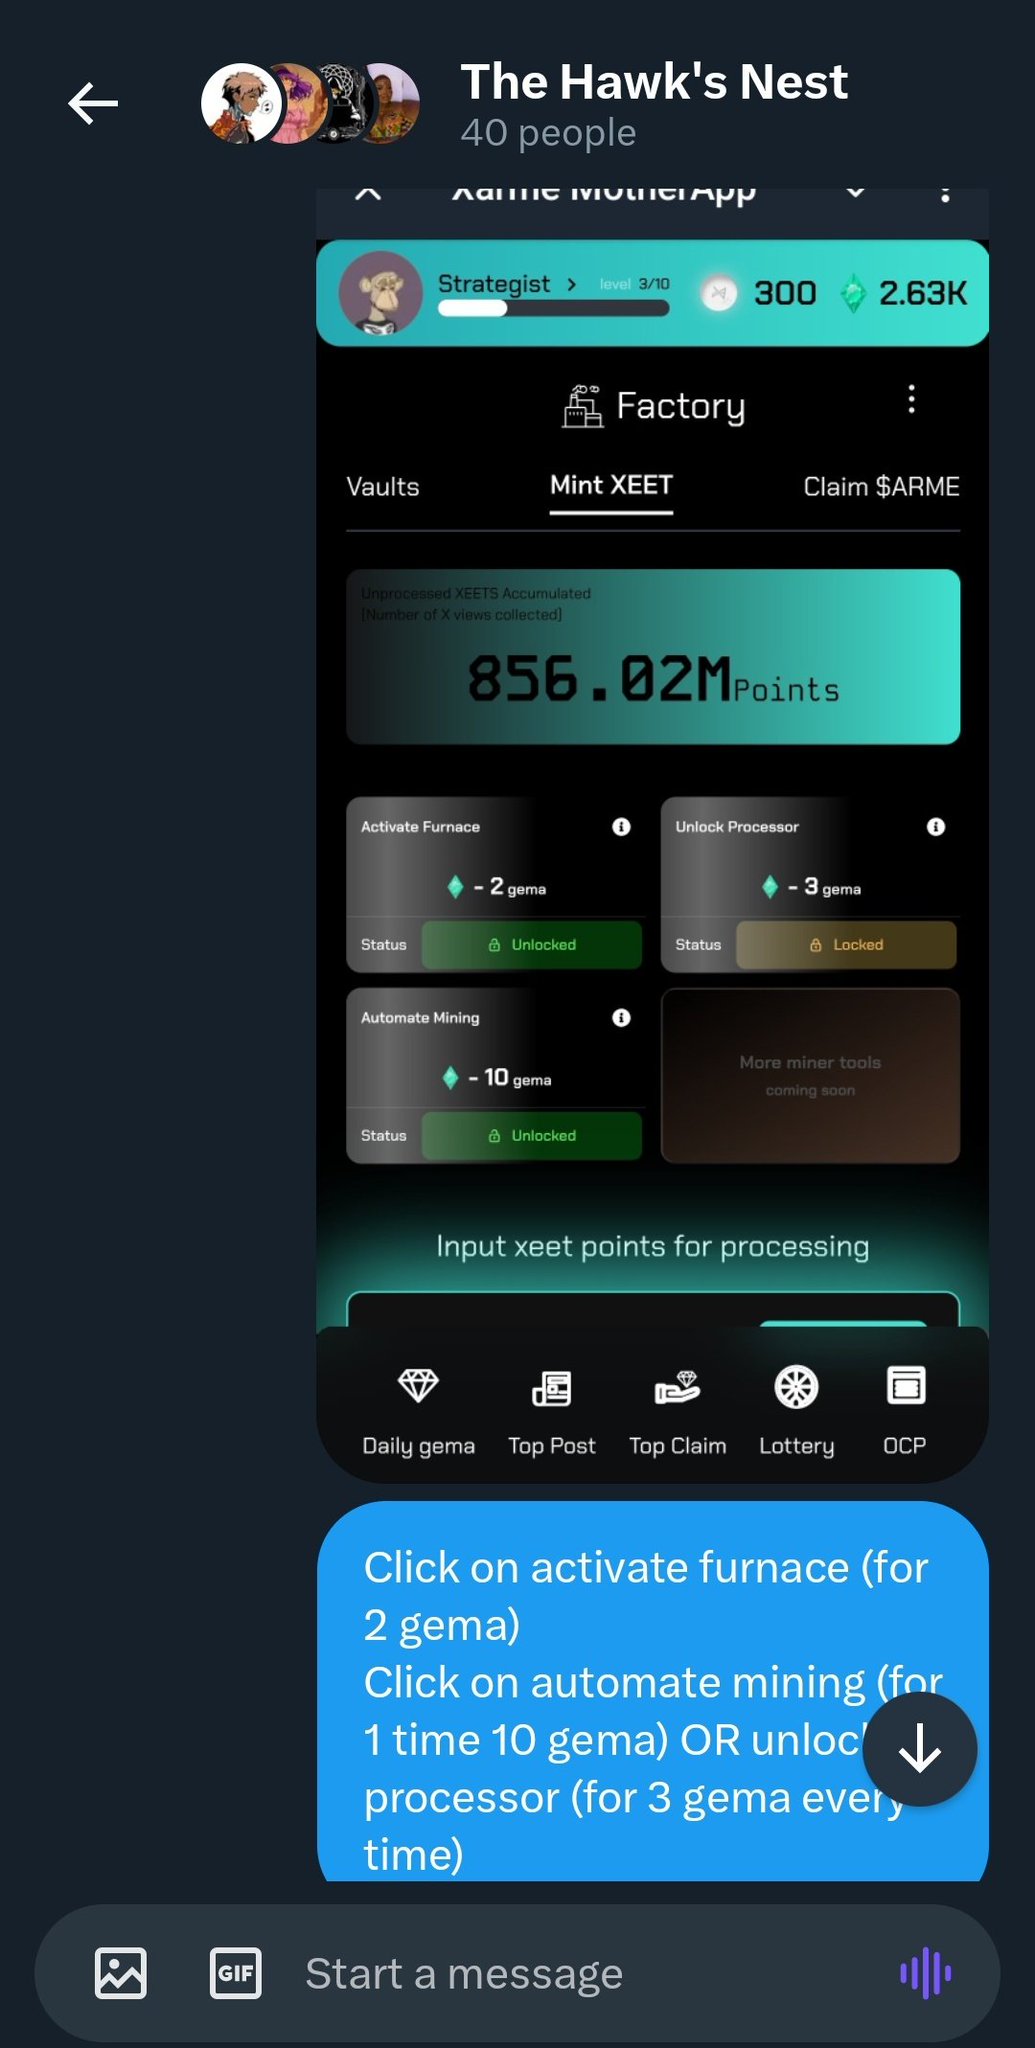 The Hawk's Nest
40 people
Xarme MotherApp
Strategist > level 3/10 300 2.63K
Factory
Vaults Mint XEET Claim $ARME
Unprocessed XEETS Accumulated
[Number of X views collected]
856.02M Points
Activate Furnace
- 2 gema
Status Unlocked
Unlock Processor
- 3 gema
Status Locked
Automate Mining
- 10 gema
Status Unlocked
More miner tools
coming soon
Input xeet points for processing
Daily gema Top Post Top Claim Lottery OCP
Click on activate furnace (for
2 gema)
Click on automate mining (for
1 time 10 gema) OR
processor (for 3 gema every
time)
GIF Start a message